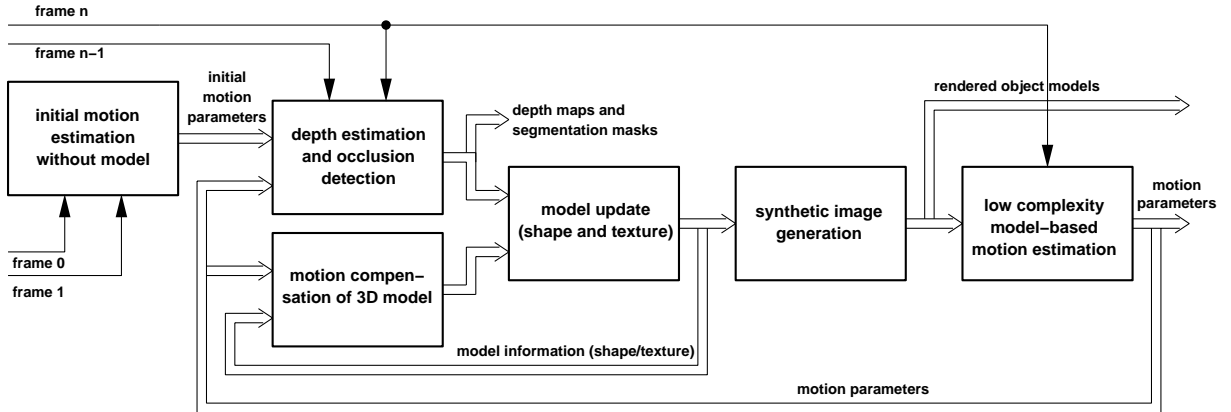 frame n
frame n−1
initial
motion
parameters
rendered object models
initial motion
estimation
without model
depth estimation
and occlusion
detection
depth maps and
segmentation masks
model update
(shape and texture)
synthetic image
generation
low complexity
model−based
motion estimation
motion
parameters
frame 0
frame 1
motion compen−
sation of 3D model
model information (shape/texture)
motion parameters